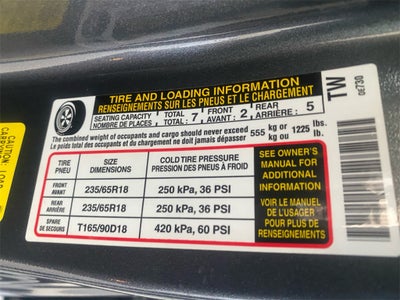 TIRE AND LOADING INFORMATION
RENSEIGNEMENTS SUR LES PNEUS ET LE CHARGEMENT
SEATING CAPACITY TOTAL : 7 FRONT : 2 REAR : 5
NOMBRE DE PLACES TOTAL : AVANT : ARRIÈRE :
The combined weight of occupants and cargo should never exceed 555 kg or 1225 lbs.
Le poids total des occupants et du chargement ne doit jamais dépasser kg ou lb.
TIRE SIZE COLD TIRE PRESSURE
PNEU DIMENSIONS PRESSION DES PNEUS À FROID
FRONT
AVANT 235/65R18 250 kPa, 36 PSI
REAR
ARRIÈRE 235/65R18 250 kPa, 36 PSI
SPARE
DE SECOURS T165/90D18 420 kPa, 60 PSI
SEE OWNER'S
MANUAL FOR
ADDITIONAL
INFORMATION
VOIR LE MANUEL
DE L'USAGER
POUR PLUS DE
RENSEIGNEMENTS
TW
CAUTION